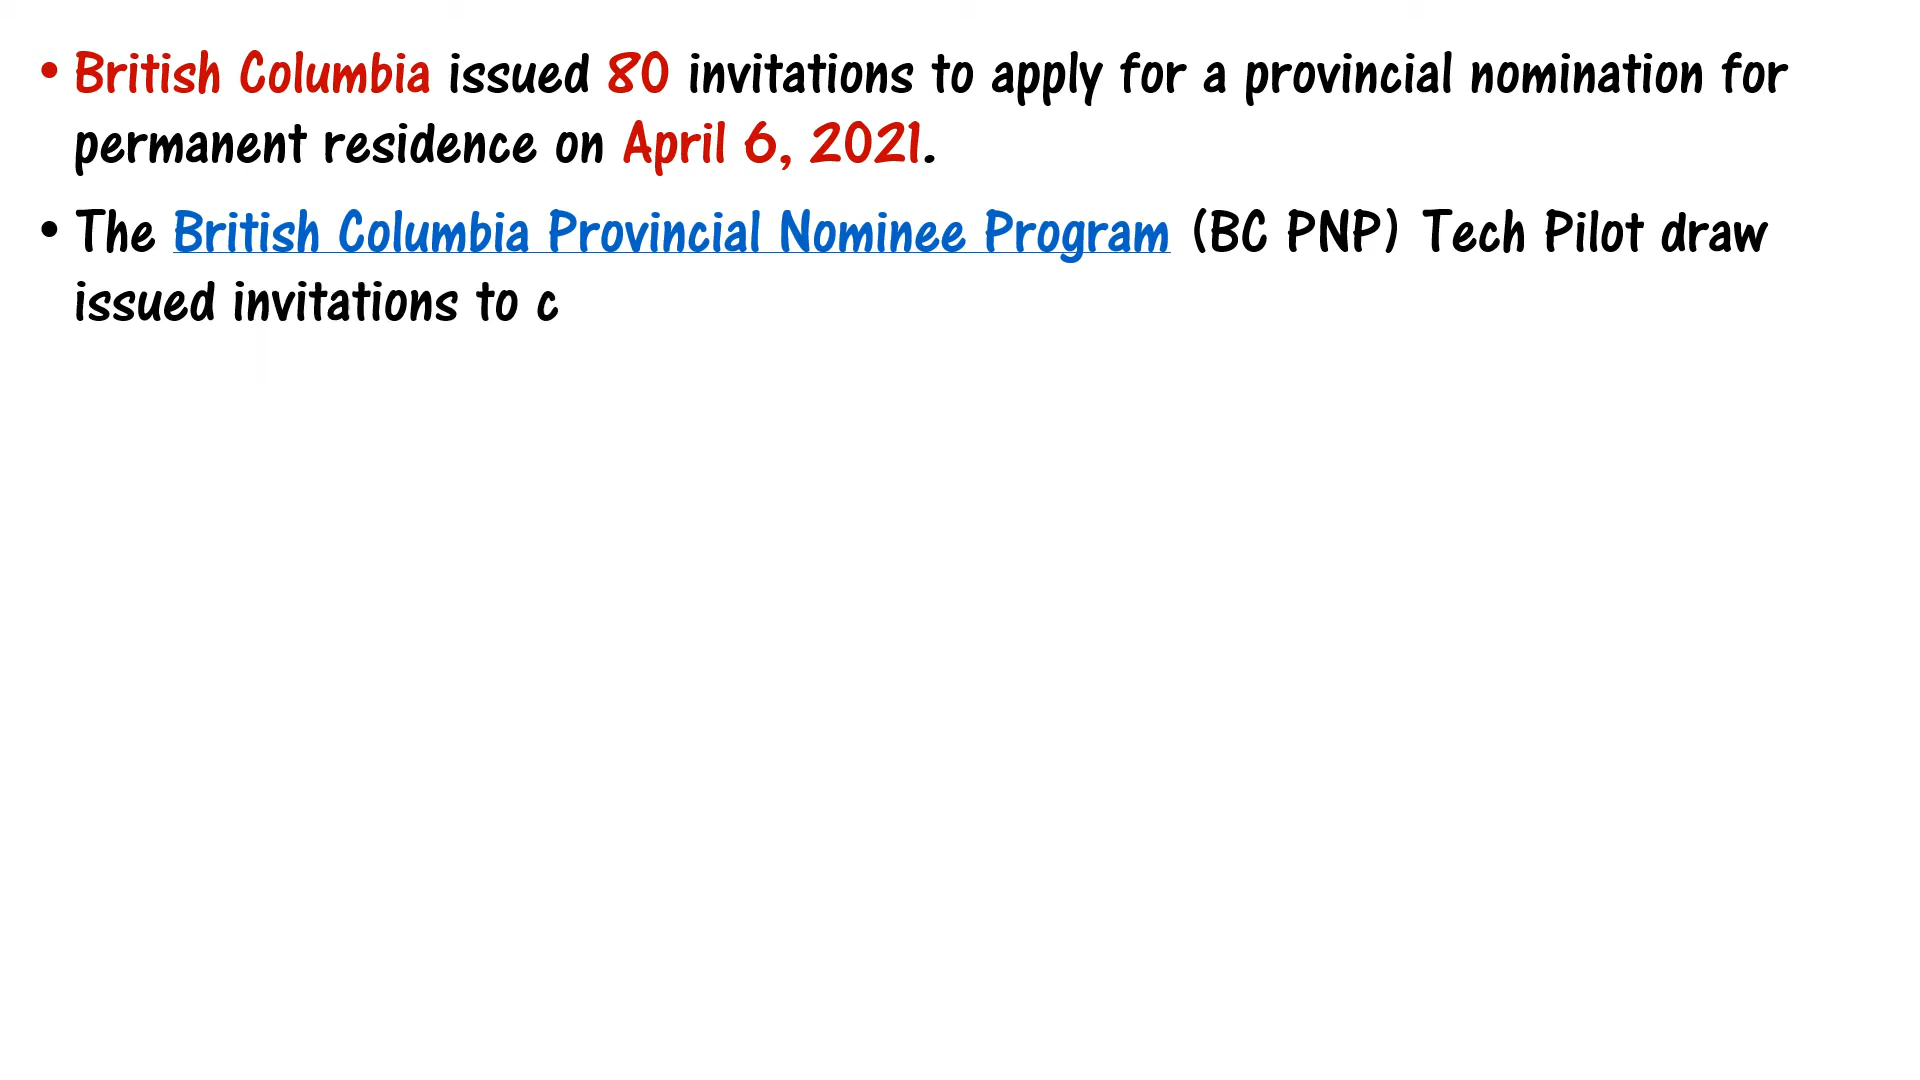 • British Columbia issued 80 invitations to apply for a provincial nomination for
permanent residence on April 6, 2021.
• The British Columbia Provincial Nominee Program (BC PNP) Tech Pilot draw
issued invitations to c